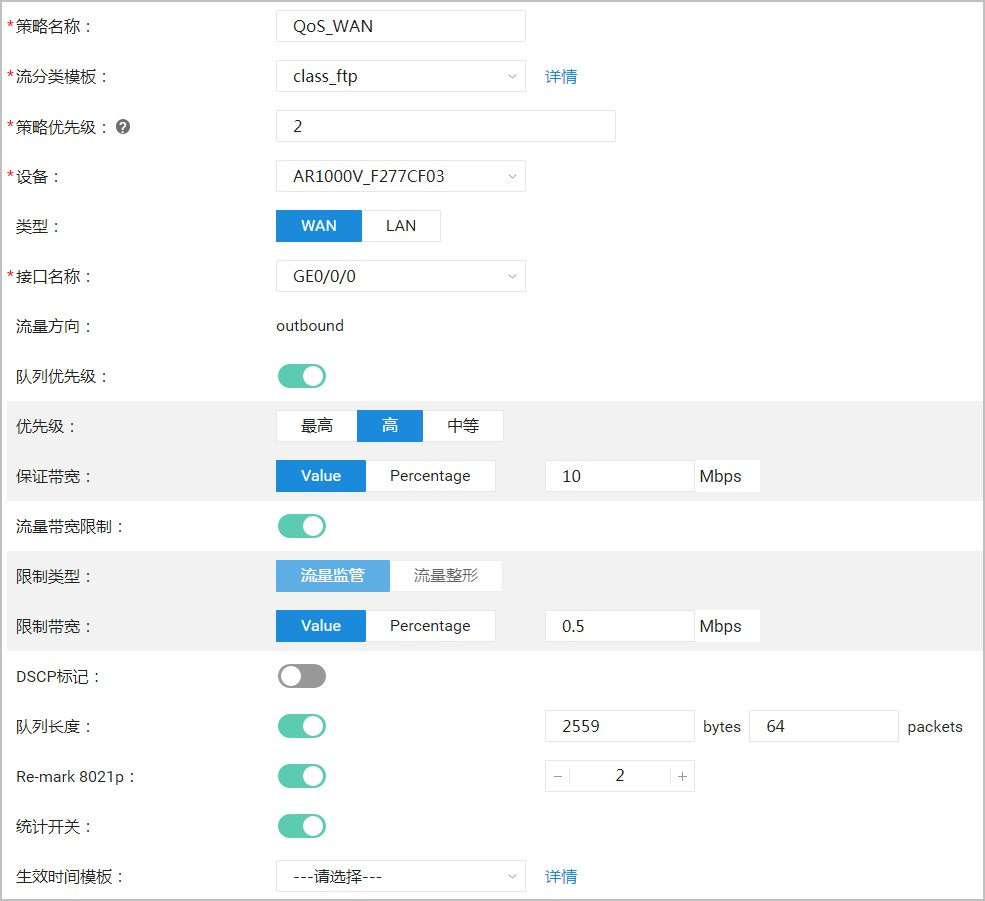 *策略名称： QoS_WAN
*流分类模板： class_ftp 详情
*策略优先级： ? 2
*设备： AR1000V_F277CF03
类型： WAN LAN
*接口名称： GE0/0/0
流量方向： outbound
队列优先级：
优先级： 最高 高 中等
保证带宽： Value Percentage 10 Mbps
流量带宽限制：
限制类型： 流量监管 流量整形
限制带宽： Value Percentage 0.5 Mbps
DSCP标记：
队列长度： 2559 bytes 64 packets
Re-mark 8021p： − 2 +
统计开关：
生效时间模板： ---请选择--- 详情